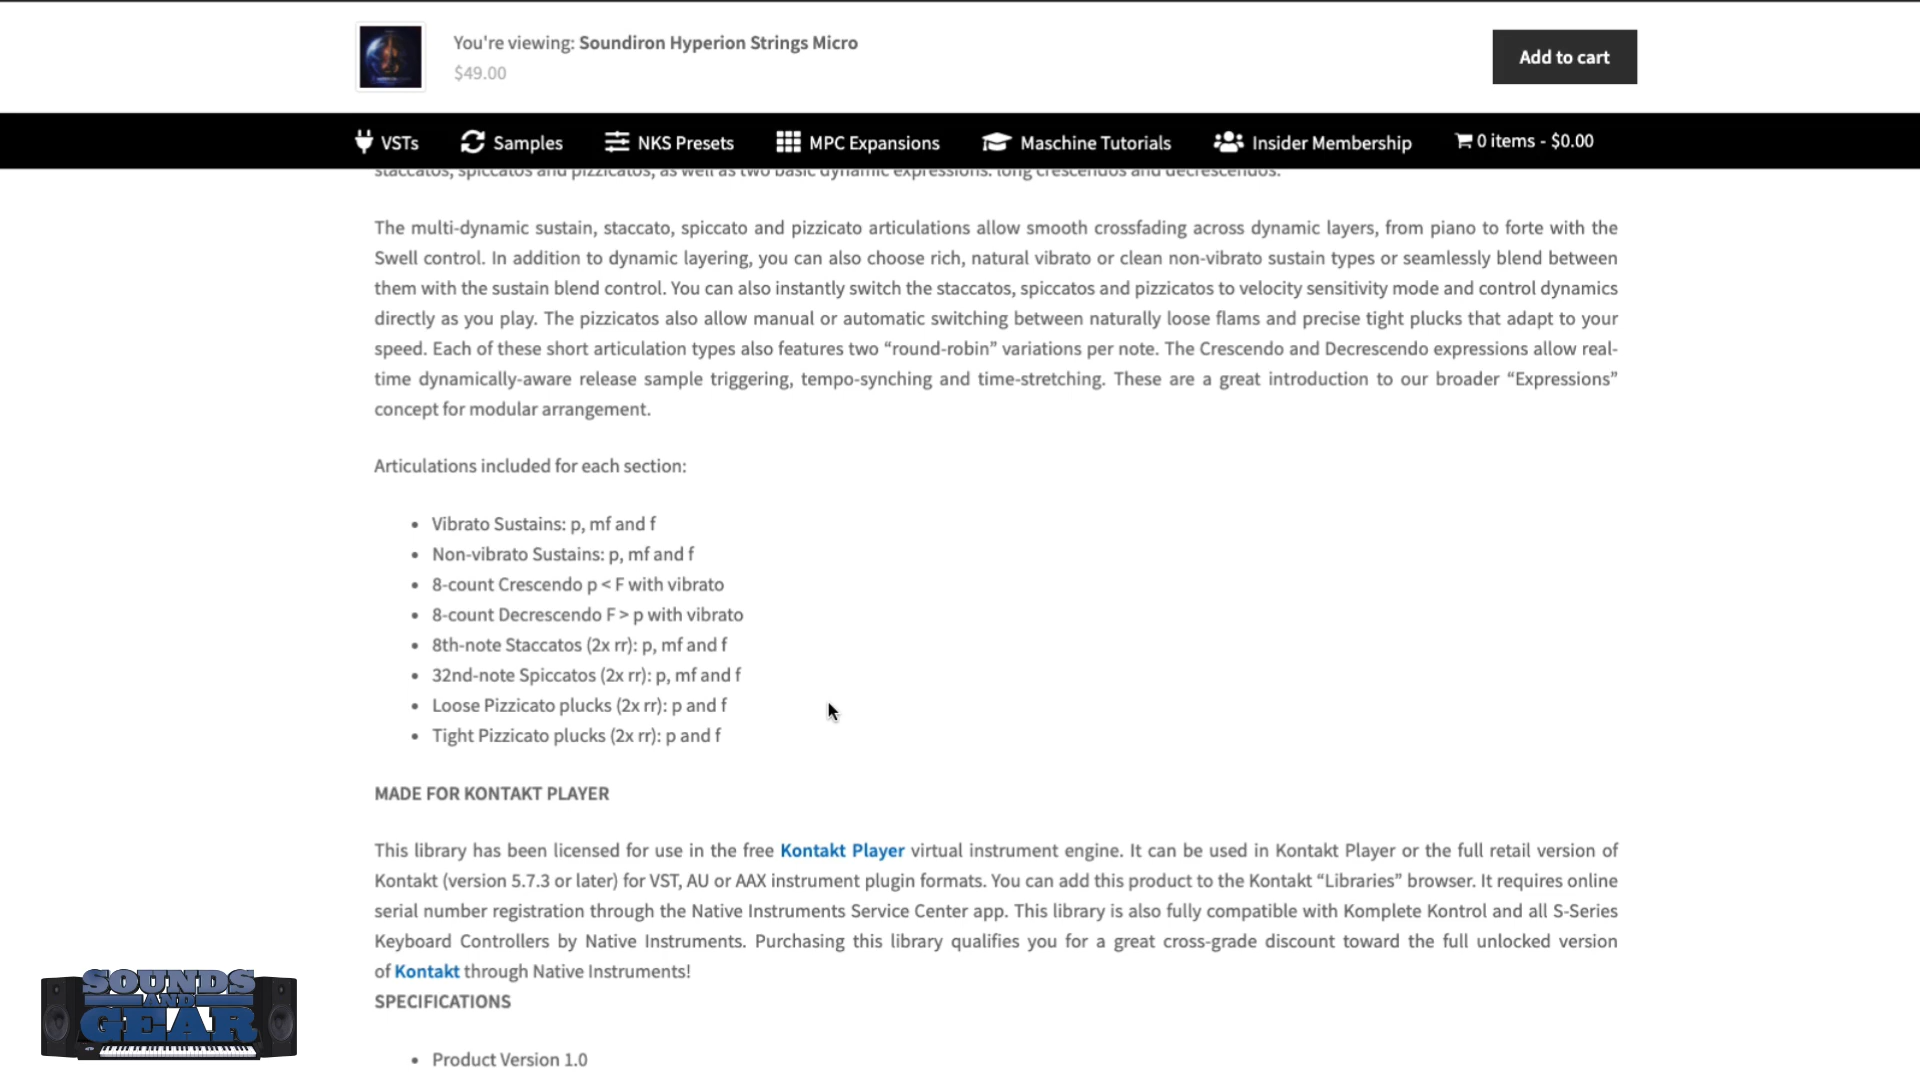 You're viewing: Soundiron Hyperion Strings Micro
$49.00
Add to cart
VSTs
Samples
NKS Presets
MPC Expansions
Maschine Tutorials
Insider Membership
0 items - $0.00
staccatos, spiccatos and pizzicatos, as well as two basic dynamic expressions: long crescendos and decrescendos.
The multi-dynamic sustain, staccato, spiccato and pizzicato articulations allow smooth crossfading across dynamic layers, from piano to forte with the
Swell control. In addition to dynamic layering, you can also choose rich, natural vibrato or clean non-vibrato sustain types or seamlessly blend between
them with the sustain blend control. You can also instantly switch the staccatos, spiccatos and pizzicatos to velocity sensitivity mode and control dynamics
directly as you play. The pizzicatos also allow manual or automatic switching between naturally loose flams and precise tight plucks that adapt to your
speed. Each of these short articulation types also features two “round-robin” variations per note. The Crescendo and Decrescendo expressions allow real-
time dynamically-aware release sample triggering, tempo-synching and time-stretching. These are a great introduction to our broader “Expressions”
concept for modular arrangement.
Articulations included for each section:
• Vibrato Sustains: p, mf and f
• Non-vibrato Sustains: p, mf and f
• 8-count Crescendo p < F with vibrato
• 8-count Decrescendo F > p with vibrato
• 8th-note Staccatos (2x rr): p, mf and f
• 32nd-note Spiccatos (2x rr): p, mf and f
• Loose Pizzicato plucks (2x rr): p and f
• Tight Pizzicato plucks (2x rr): p and f
MADE FOR KONTAKT PLAYER
This library has been licensed for use in the free Kontakt Player virtual instrument engine. It can be used in Kontakt Player or the full retail version of
Kontakt (version 5.7.3 or later) for VST, AU or AAX instrument plugin formats. You can add this product to the Kontakt “Libraries” browser. It requires online
serial number registration through the Native Instruments Service Center app. This library is also fully compatible with Komplete Kontrol and all S-Series
Keyboard Controllers by Native Instruments. Purchasing this library qualifies you for a great cross-grade discount toward the full unlocked version
of Kontakt through Native Instruments!
SPECIFICATIONS
• Product Version 1.0
SOUNDS
AND
GEAR